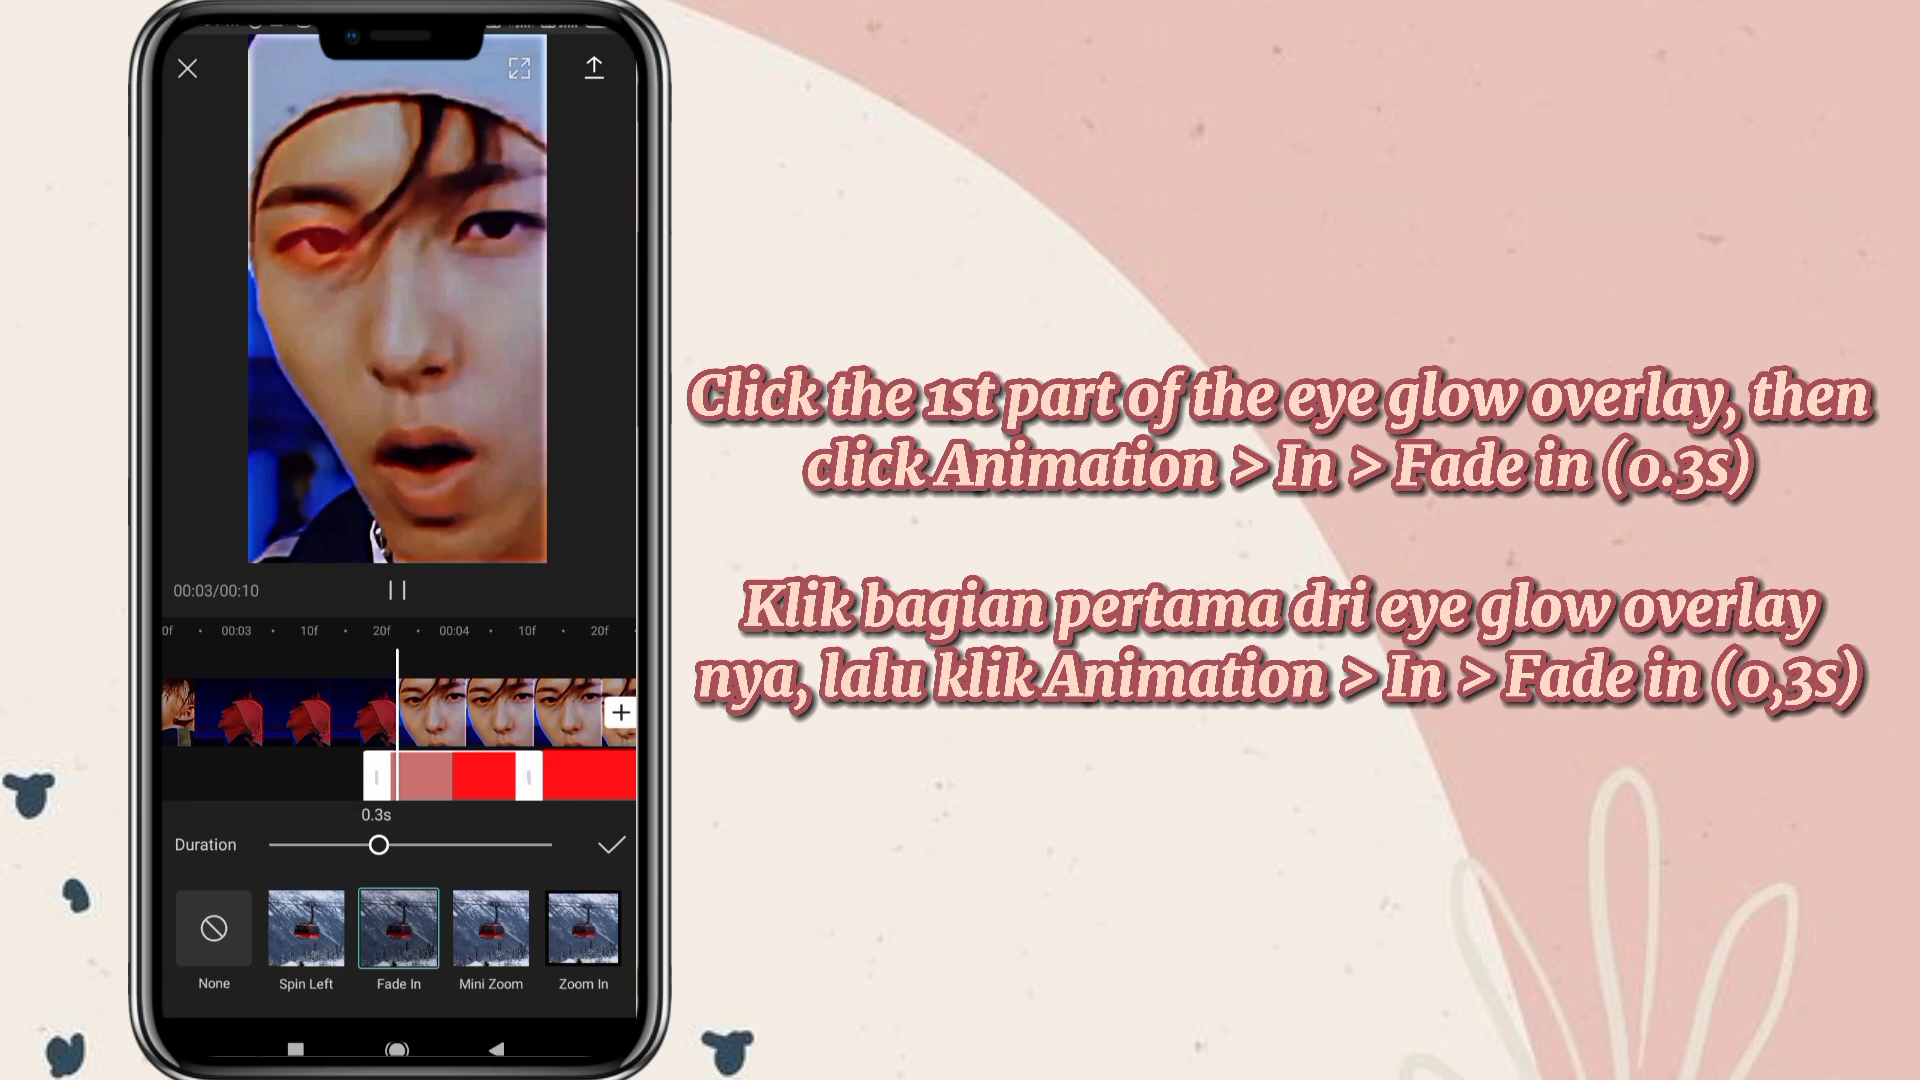 00:03/00:10
0f
00:03
10f
20f
00:04
10f
20f
0.3s
Duration
None
Spin Left
Fade In
Mini Zoom
Zoom In
Click the 1st part of the eye glow overlay, then
click Animation > In > Fade in (0.3s)
Klik bagian pertama dri eye glow overlay
nya, lalu klik Animation > In > Fade in (0,3s)